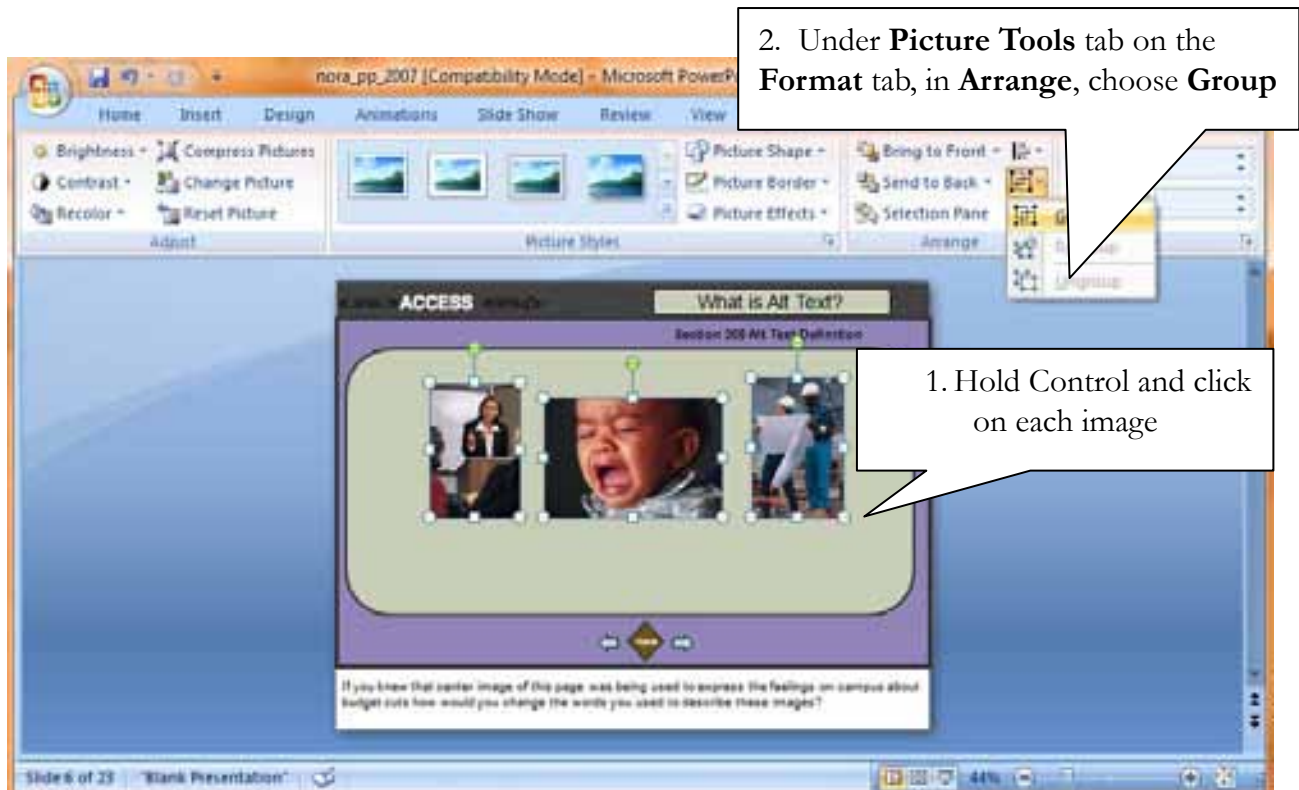 2. Under Picture Tools tab on the
Format tab, in Arrange, choose Group
nora_pp_2007 [Compatibility Mode] - Microsoft PowerP
Home Insert Design Animations Slide Show Review View
Brightness Compress Pictures Picture Shape Bring to Front
Contrast Change Picture Picture Border Send to Back
Recolor Reset Picture Picture Effects Selection Pane
Adjust Picture Styles Arrange
G
Ungroup
ACCESS What is Alt Text?
Section 508 Alt Text Definition
1. Hold Control and click
on each image
If you knew that center image of this page was being used to express the feelings on campus about
budget cuts how would you change the words you used to describe these images?
Slide 6 of 23 "Blank Presentation" 44%